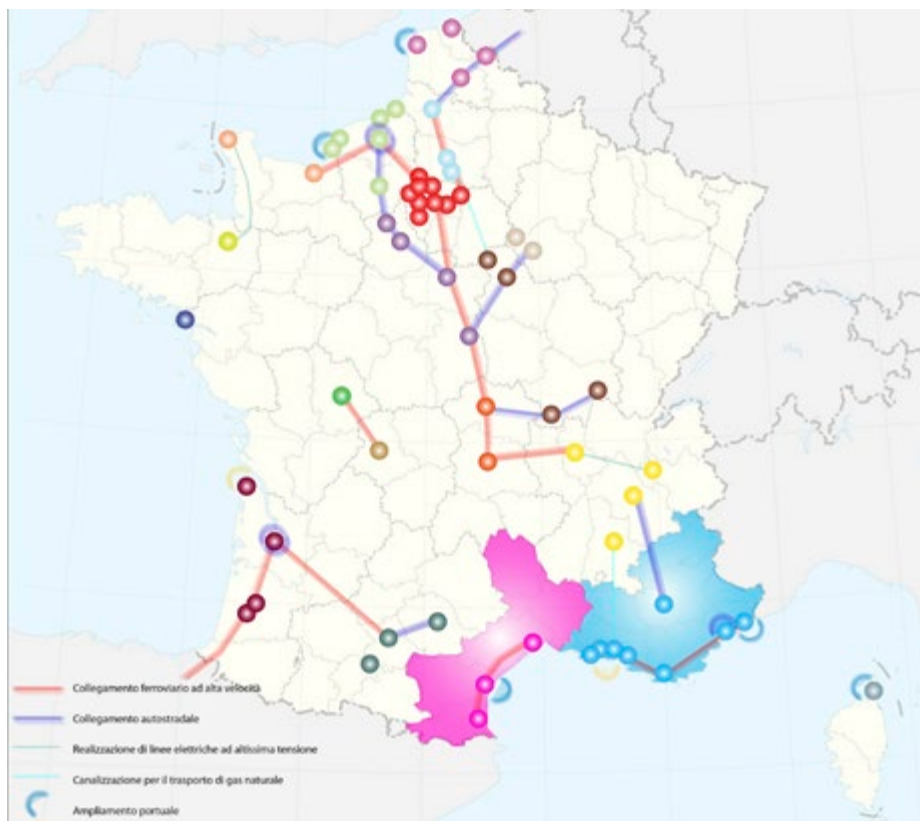 Collegamento ferroviario ad alta velocità
Collegamento autostradale
Realizzazione di linee elettriche ad altissima tensione
Canalizzazione per il trasporto di gas naturale
Ampliamento portuale